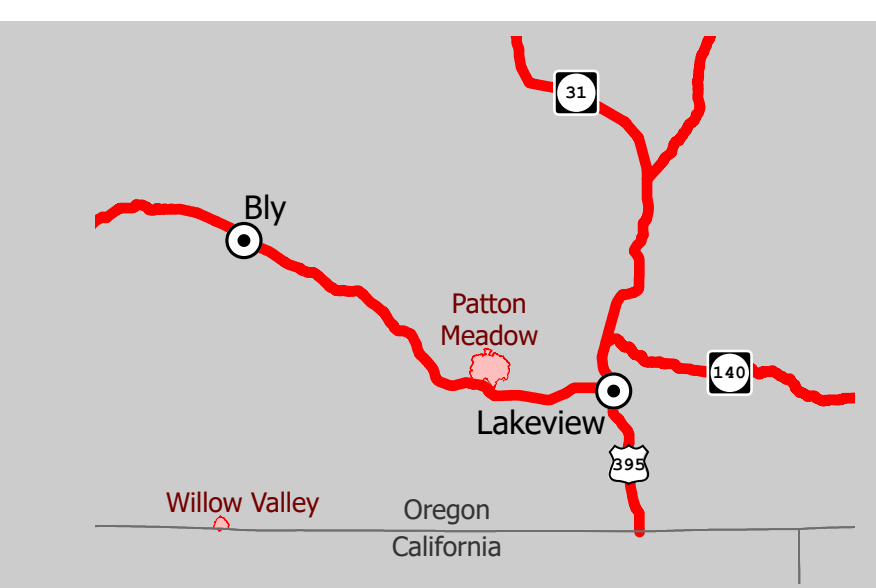 31
Bly
Patton
Meadow
140
Lakeview
395
Willow Valley
Oregon
California